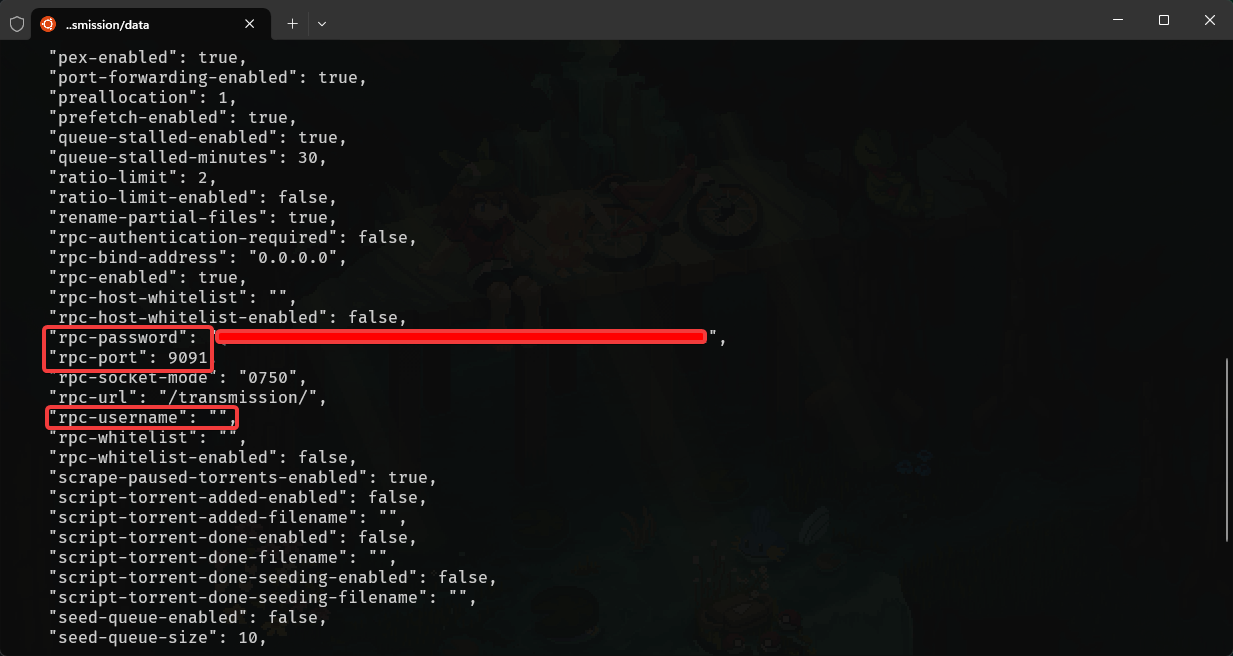 ..smission/data
"pex-enabled": true,
"port-forwarding-enabled": true,
"preallocation": 1,
"prefetch-enabled": true,
"queue-stalled-enabled": true,
"queue-stalled-minutes": 30,
"ratio-limit": 2,
"ratio-limit-enabled": false,
"rename-partial-files": true,
"rpc-authentication-required": false,
"rpc-bind-address": "0.0.0.0",
"rpc-enabled": true,
"rpc-host-whitelist": "",
"rpc-host-whitelist-enabled": false,
"rpc-password": "",
"rpc-port": 9091
"rpc-socket-mode": "0750",
"rpc-url": "/transmission/",
"rpc-username": "",
"rpc-whitelist": "",
"rpc-whitelist-enabled": false,
"scrape-paused-torrents-enabled": true,
"script-torrent-added-enabled": false,
"script-torrent-added-filename": "",
"script-torrent-done-enabled": false,
"script-torrent-done-filename": "",
"script-torrent-done-seeding-enabled": false,
"script-torrent-done-seeding-filename": "",
"seed-queue-enabled": false,
"seed-queue-size": 10,